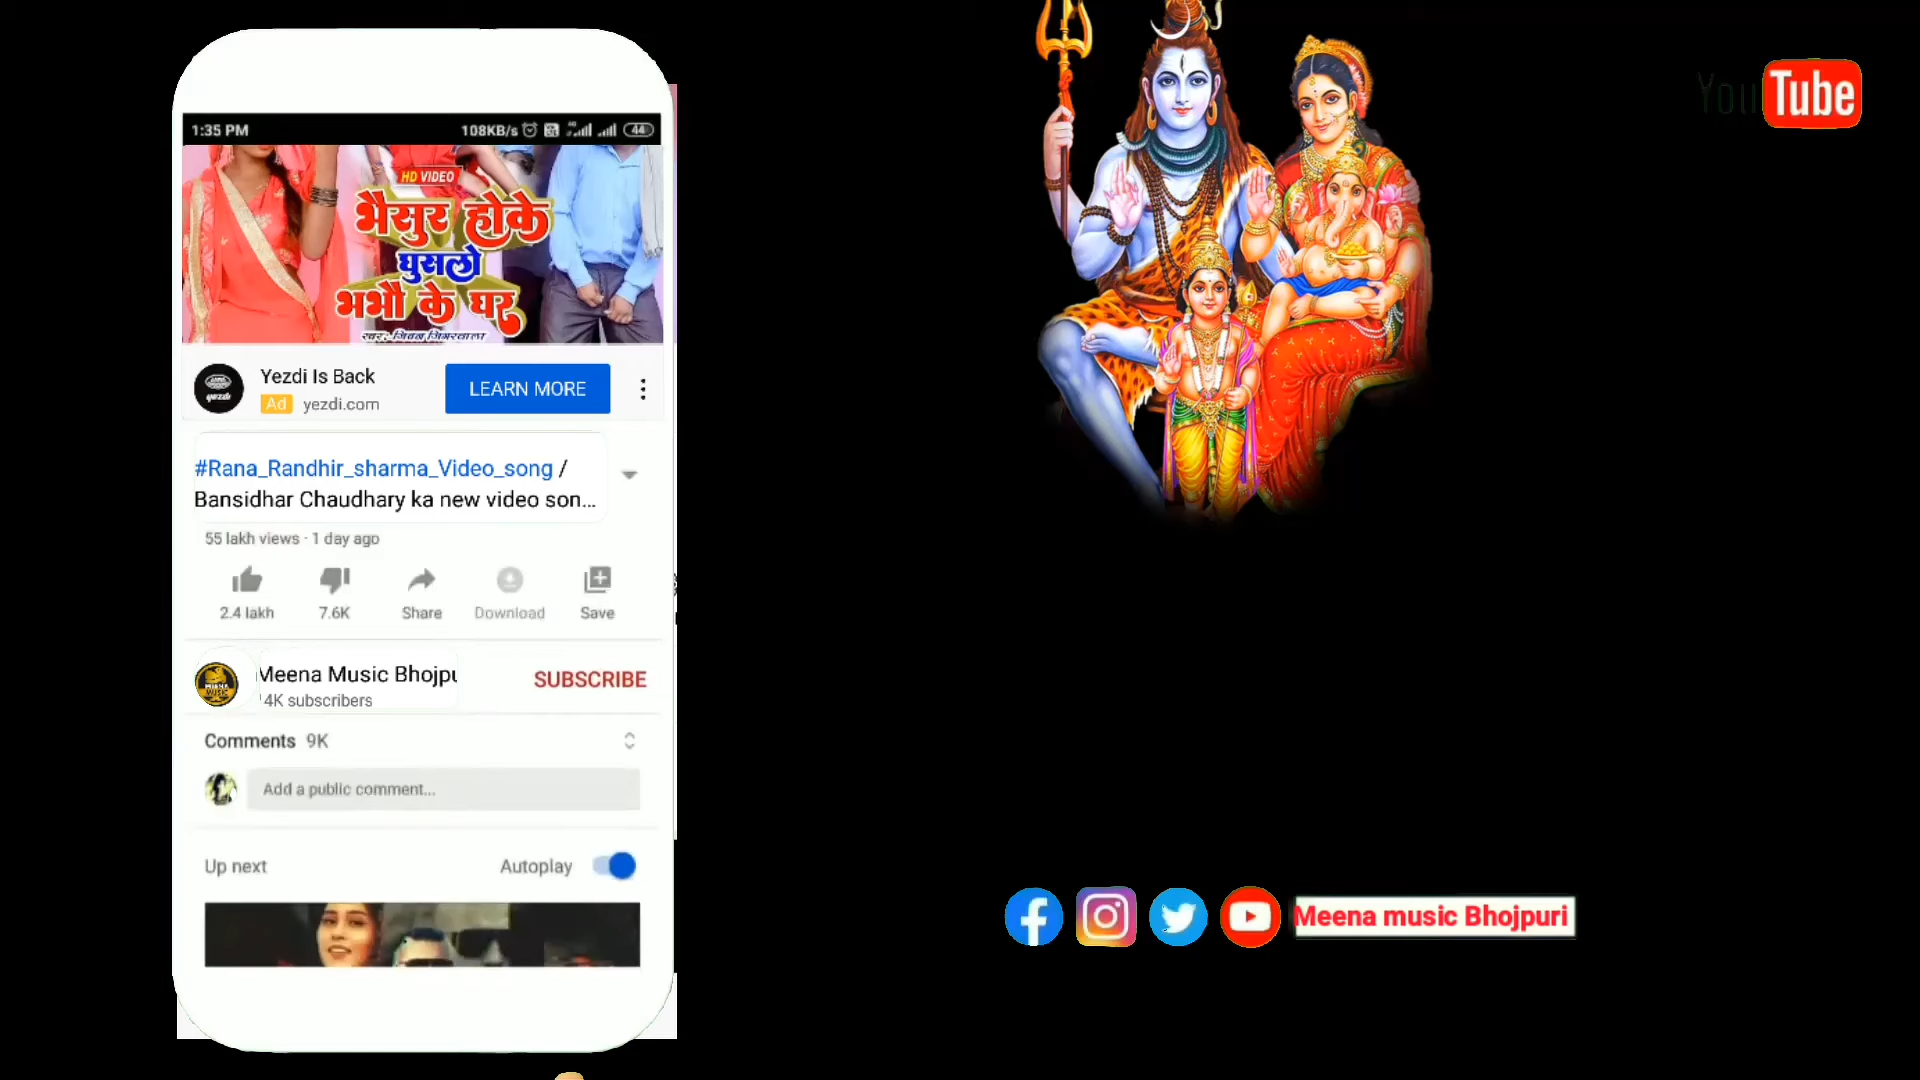 1:35 PM
108KB/s
44
HD VIDEO
भैसुर होके
घुसलो
भभौ के घर
Yezdi Is Back
LEARN MORE
Ad yezdi.com
#Rana_Randhir_sharma_Video_song /
Bansidhar Chaudhary ka new video son...
55 lakh views · 1 day ago
2.4 lakh
7.6K
Share
Download
Save
Meena Music Bhojpu
SUBSCRIBE
4K subscribers
Comments 9K
Add a public comment...
Up next
Autoplay
YouTube
Meena music Bhojpuri